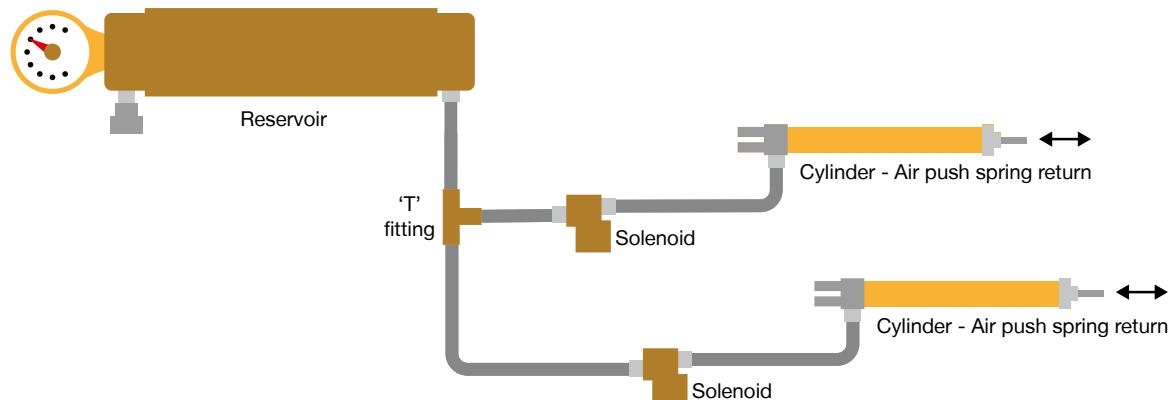 Reservoir
Cylinder - Air push spring return
‘T’
fitting
Solenoid
Cylinder - Air push spring return
Solenoid